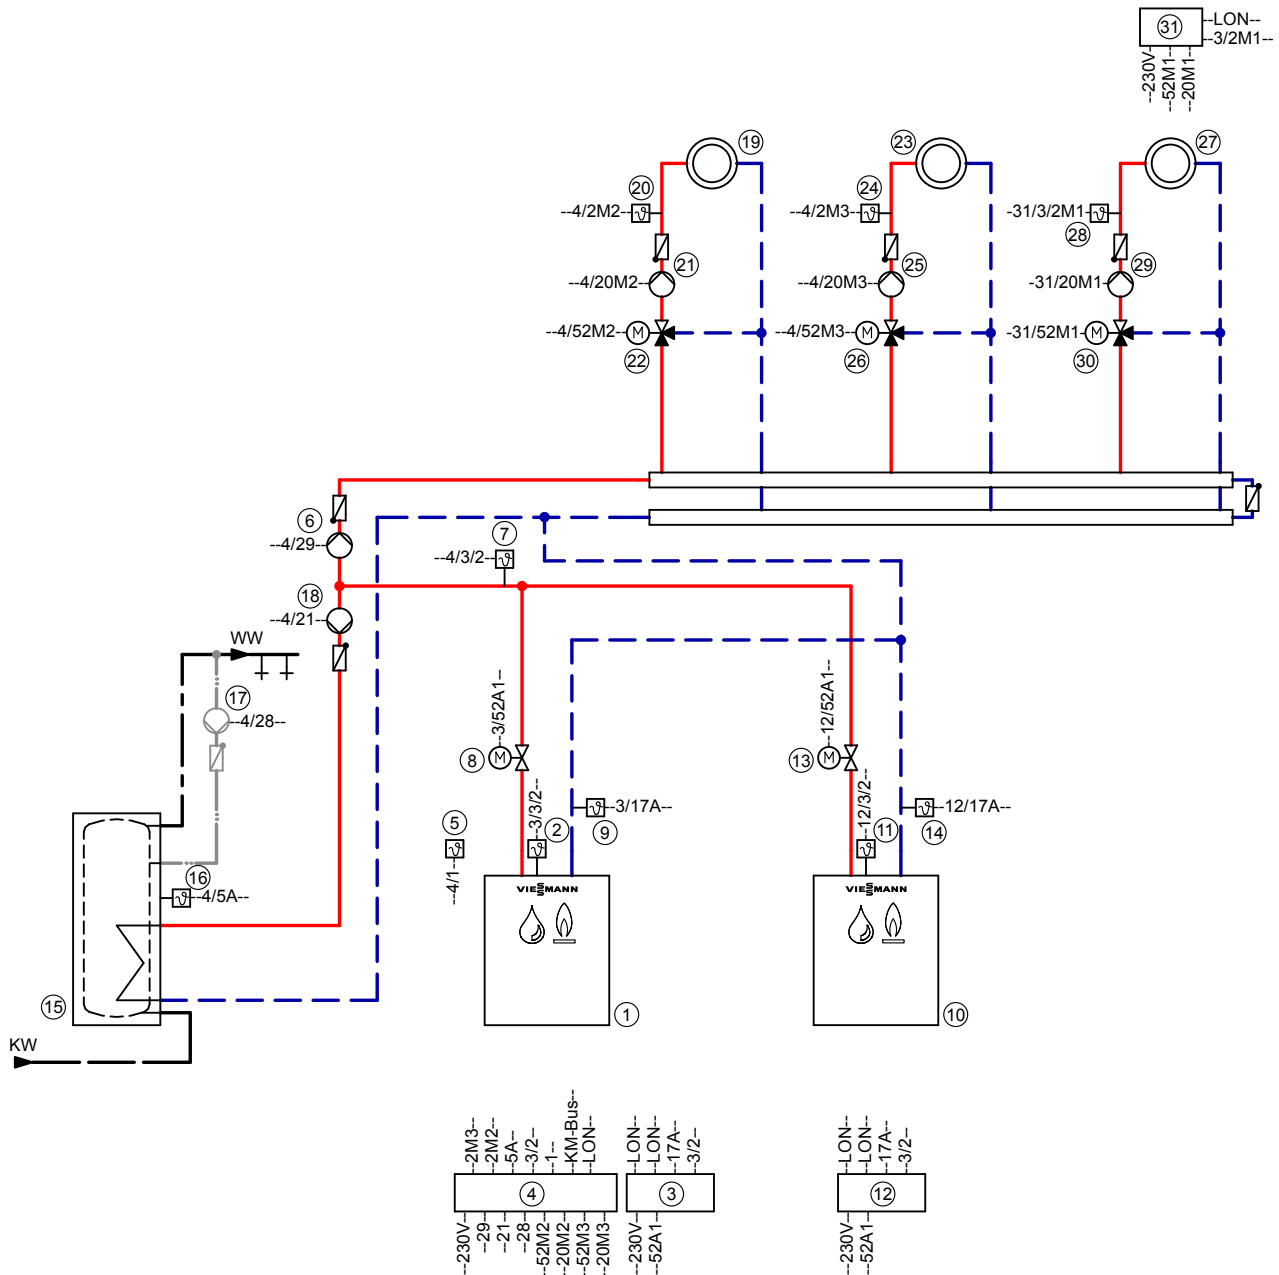 31
--LON--
--3/2M1--
--230V--
--52M1--
--20M1--
19
23
27
20
24
--4/2M2--
--4/2M3--
-31/3/2M1-
28
21
25
29
--4/20M2--
--4/20M3--
-31/20M1-
--4/52M2--
M
--4/52M3--
M
-31/52M1-
M
22
26
30
6
7
--4/29--
--4/3/2--
18
--4/21--
WW
17
--4/28--
--3/52A1--
--12/52A1--
8
M
13
M
--3/3/2--
--12/3/2--
--3/17A--
--12/17A--
5
2
9
11
14
--4/1--
16
--4/5A--
VIESSMANN
VIESSMANN
15
1
10
KW
--2M3--
--2M2--
--5A--
--3/2--
--1--
--KM-Bus--
--LON--
--LON--
--LON--
--17A--
--3/2--
--LON--
--LON--
--17A--
--3/2--
4
3
12
--230V--
--29--
--21--
--28--
--52M2--
--20M2--
--52M3--
--20M3--
--230V--
--52A1--
--230V--
--52A1--